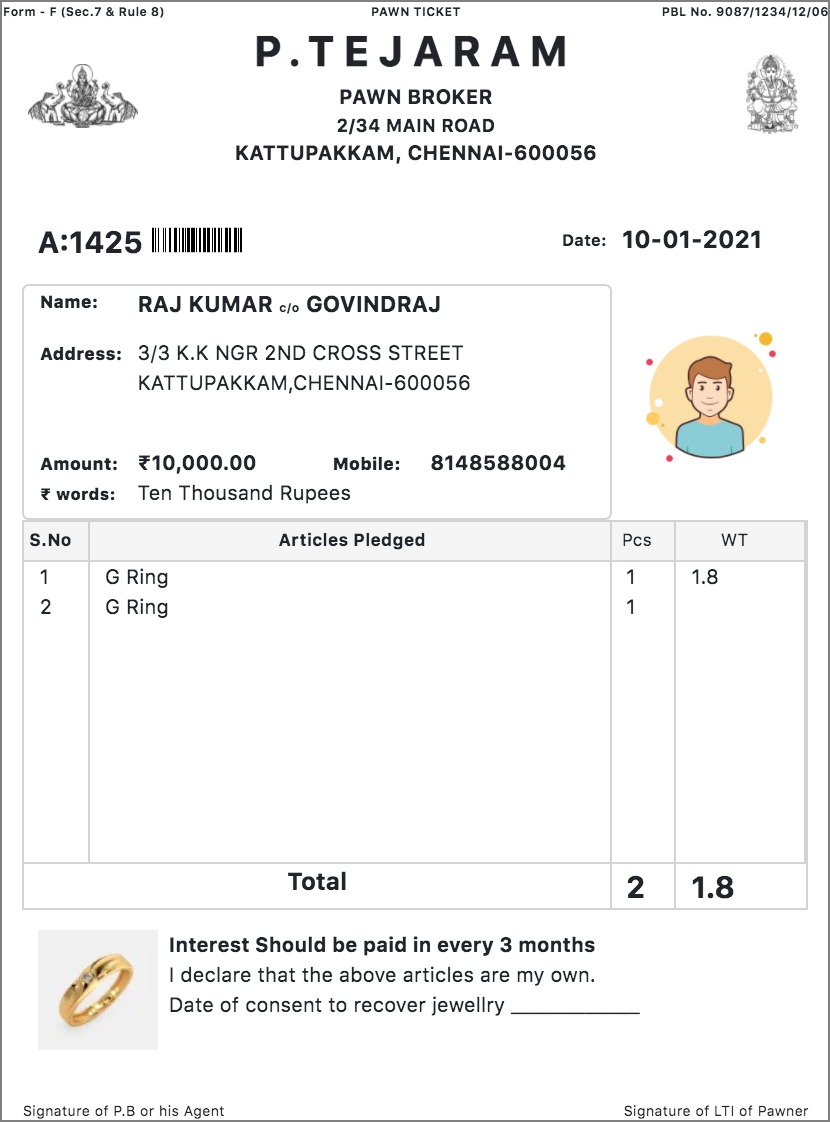 Form - F (Sec.7 & Rule 8) PAWN TICKET PBL No. 9087/1234/12/06
P.TEJARAM
PAWN BROKER
2/34 MAIN ROAD
KATTUPAKKAM, CHENNAI-600056
A:1425 Date: 10-01-2021
Name: RAJ KUMAR c/o GOVINDRAJ
Address: 3/3 K.K NGR 2ND CROSS STREET
KATTUPAKKAM,CHENNAI-600056
Amount: ₹10,000.00 Mobile: 8148588004
₹ words: Ten Thousand Rupees
S.No Articles Pledged Pcs WT
1 G Ring 1 1.8
2 G Ring 1
Total 2 1.8
Interest Should be paid in every 3 months
I declare that the above articles are my own.
Date of consent to recover jewellry ____________
Signature of P.B or his Agent Signature of LTI of Pawner